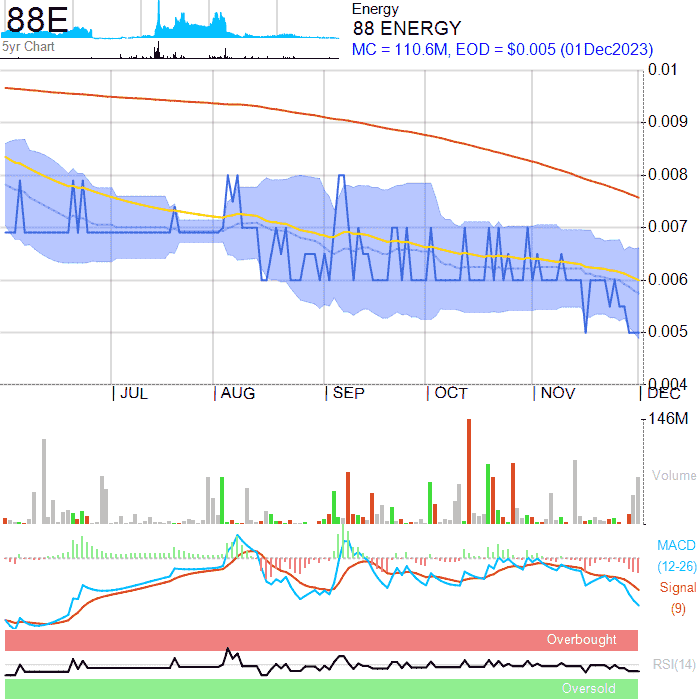 88E
5yr Chart
Energy
88 ENERGY
MC = 110.6M, EOD = $0.005 (01Dec2023)
0.01
0.009
0.008
0.007
0.006
0.005
0.004
JUL AUG SEP OCT NOV DEC
146M
Volume
MACD
(12-26)
Signal
(9)
Overbought
RSI(14)
Oversold